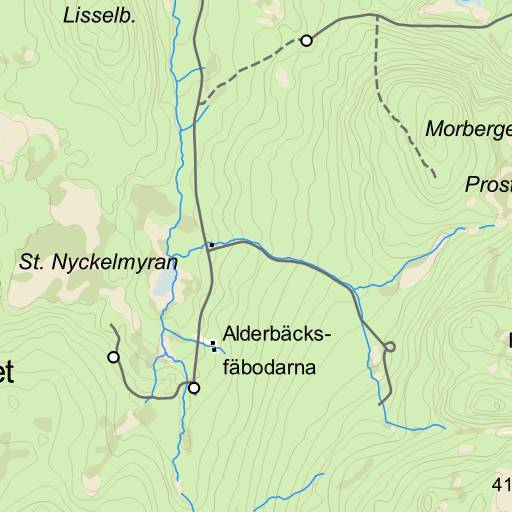 Lisselb.
Morberge
Prost
St. Nyckelmyran
Alderbäcks-
fäbodarna
et
41